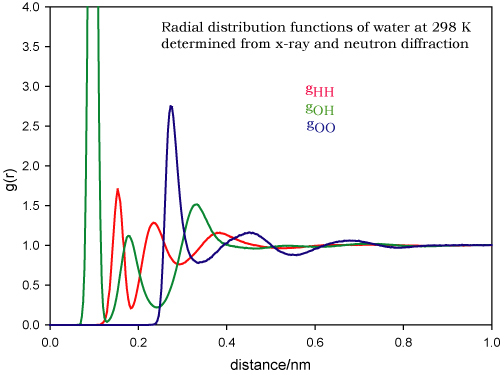 Radial distribution functions of water at 298 K
determined from x-ray and neutron diffraction
gHH
gOH
gOO
g(r)
4.0
3.5
3.0
2.5
2.0
1.5
1.0
0.5
0.0
0.0 0.2 0.4 0.6 0.8 1.0
distance/nm